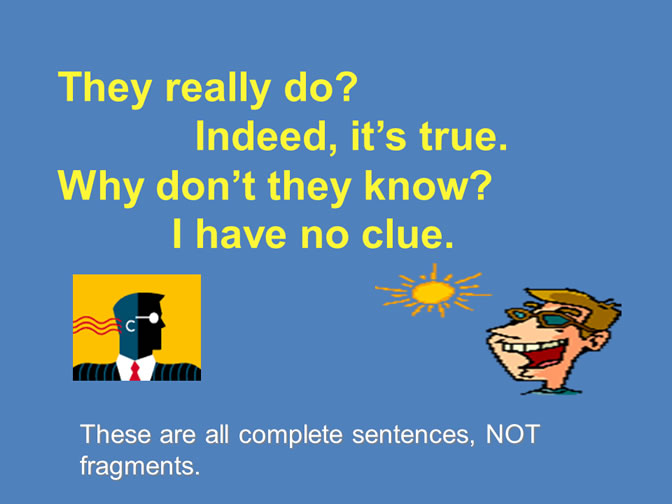 They really do?
Indeed, it’s true.
Why don’t they know?
I have no clue.
C
These are all complete sentences, NOT
fragments.